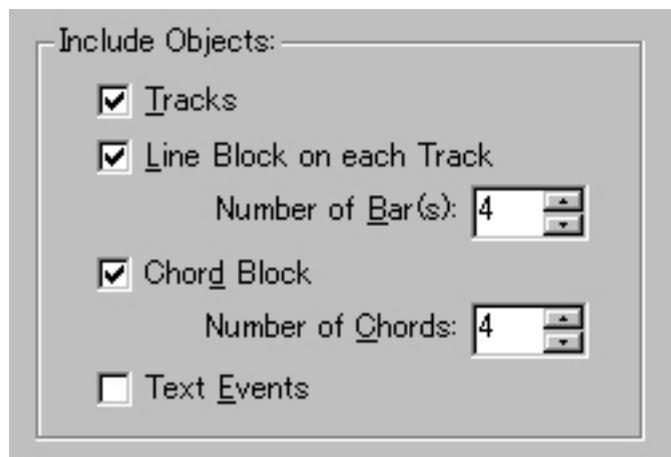 Include Objects:
Tracks
Line Block on each Track
Number of Bar(s): 4
Chord Block
Number of Chords: 4
Text Events